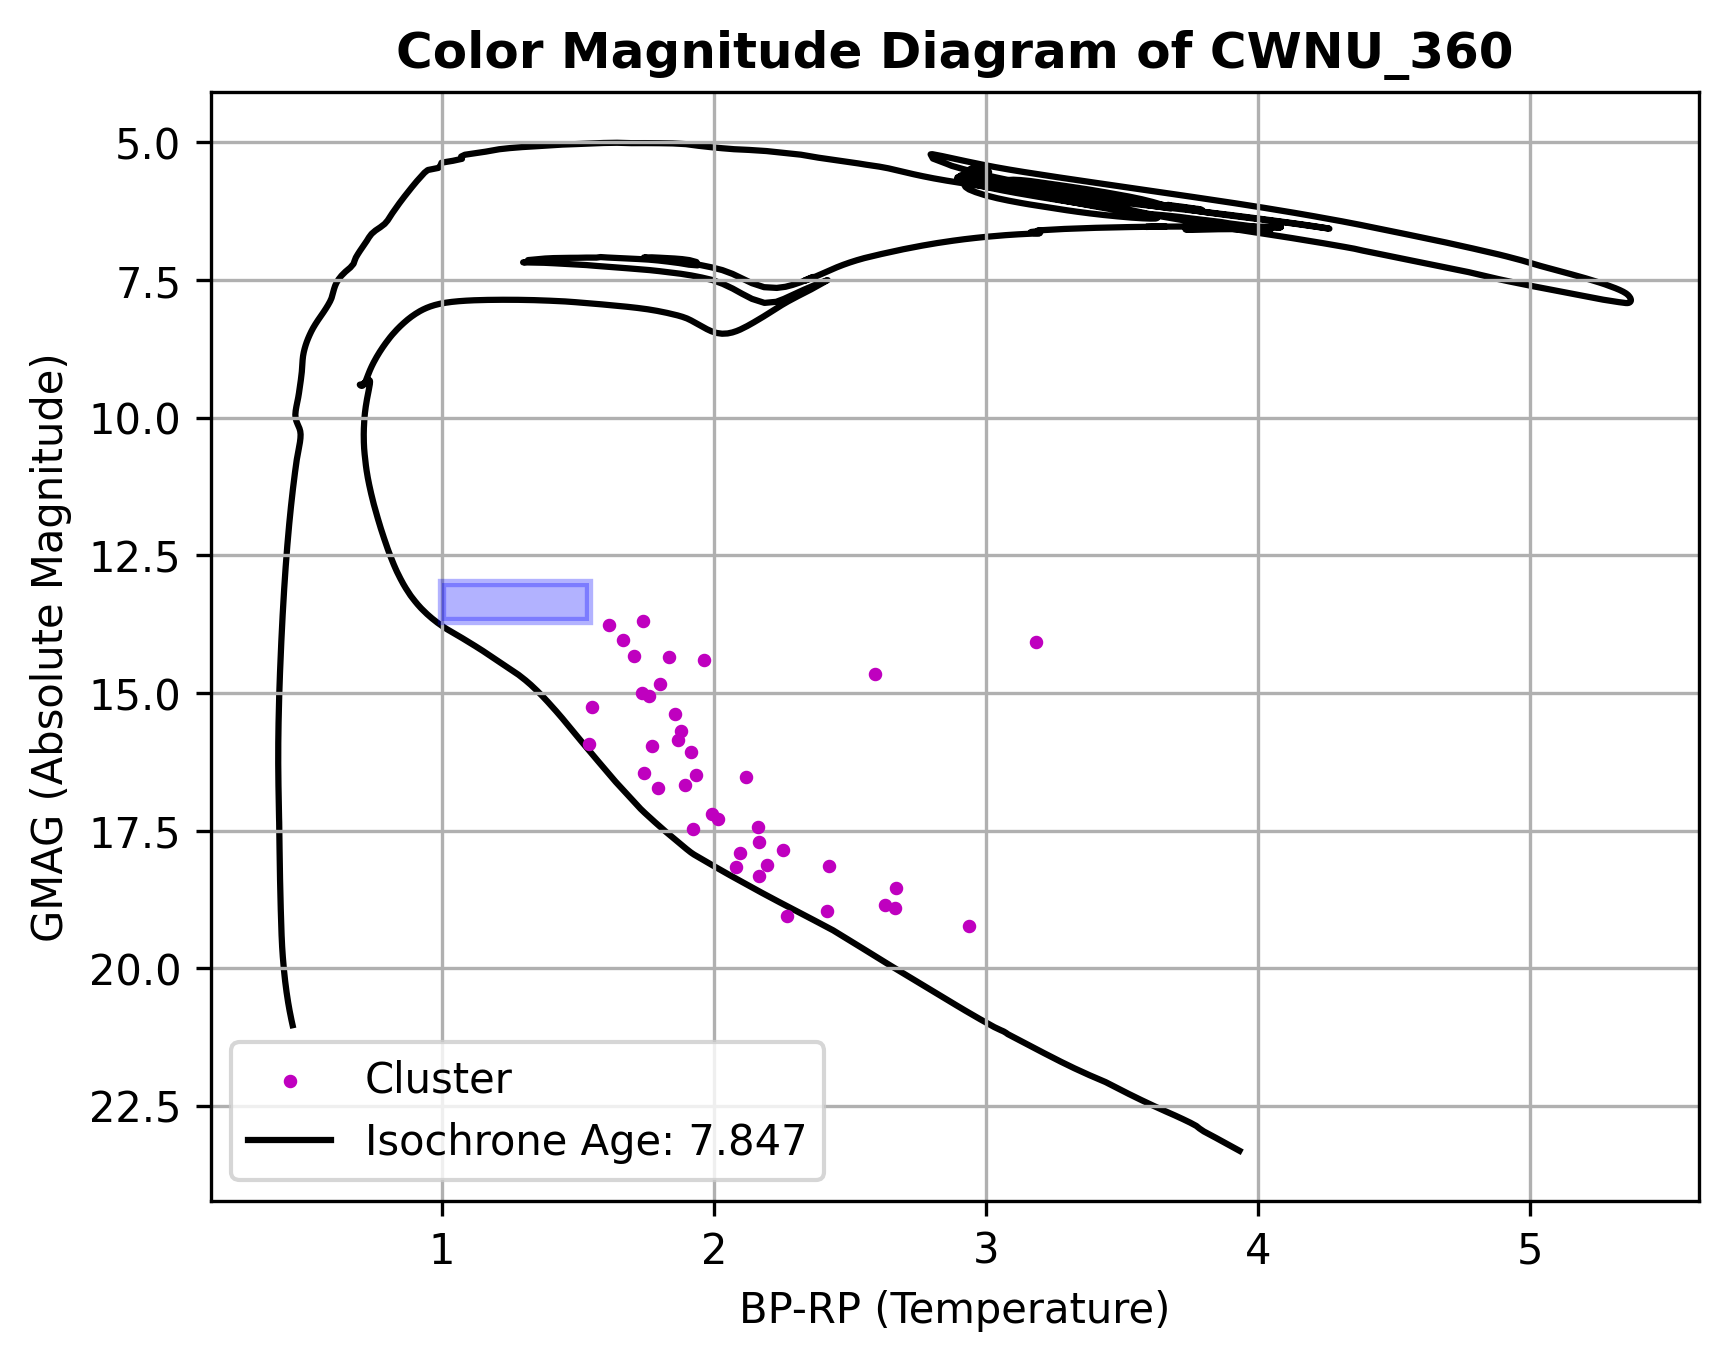 Color Magnitude Diagram of CWNU_360
GMAG (Absolute Magnitude)
5.0
7.5
10.0
12.5
15.0
17.5
20.0
22.5
Cluster
Isochrone Age: 7.847
1 2 3 4 5
BP-RP (Temperature)